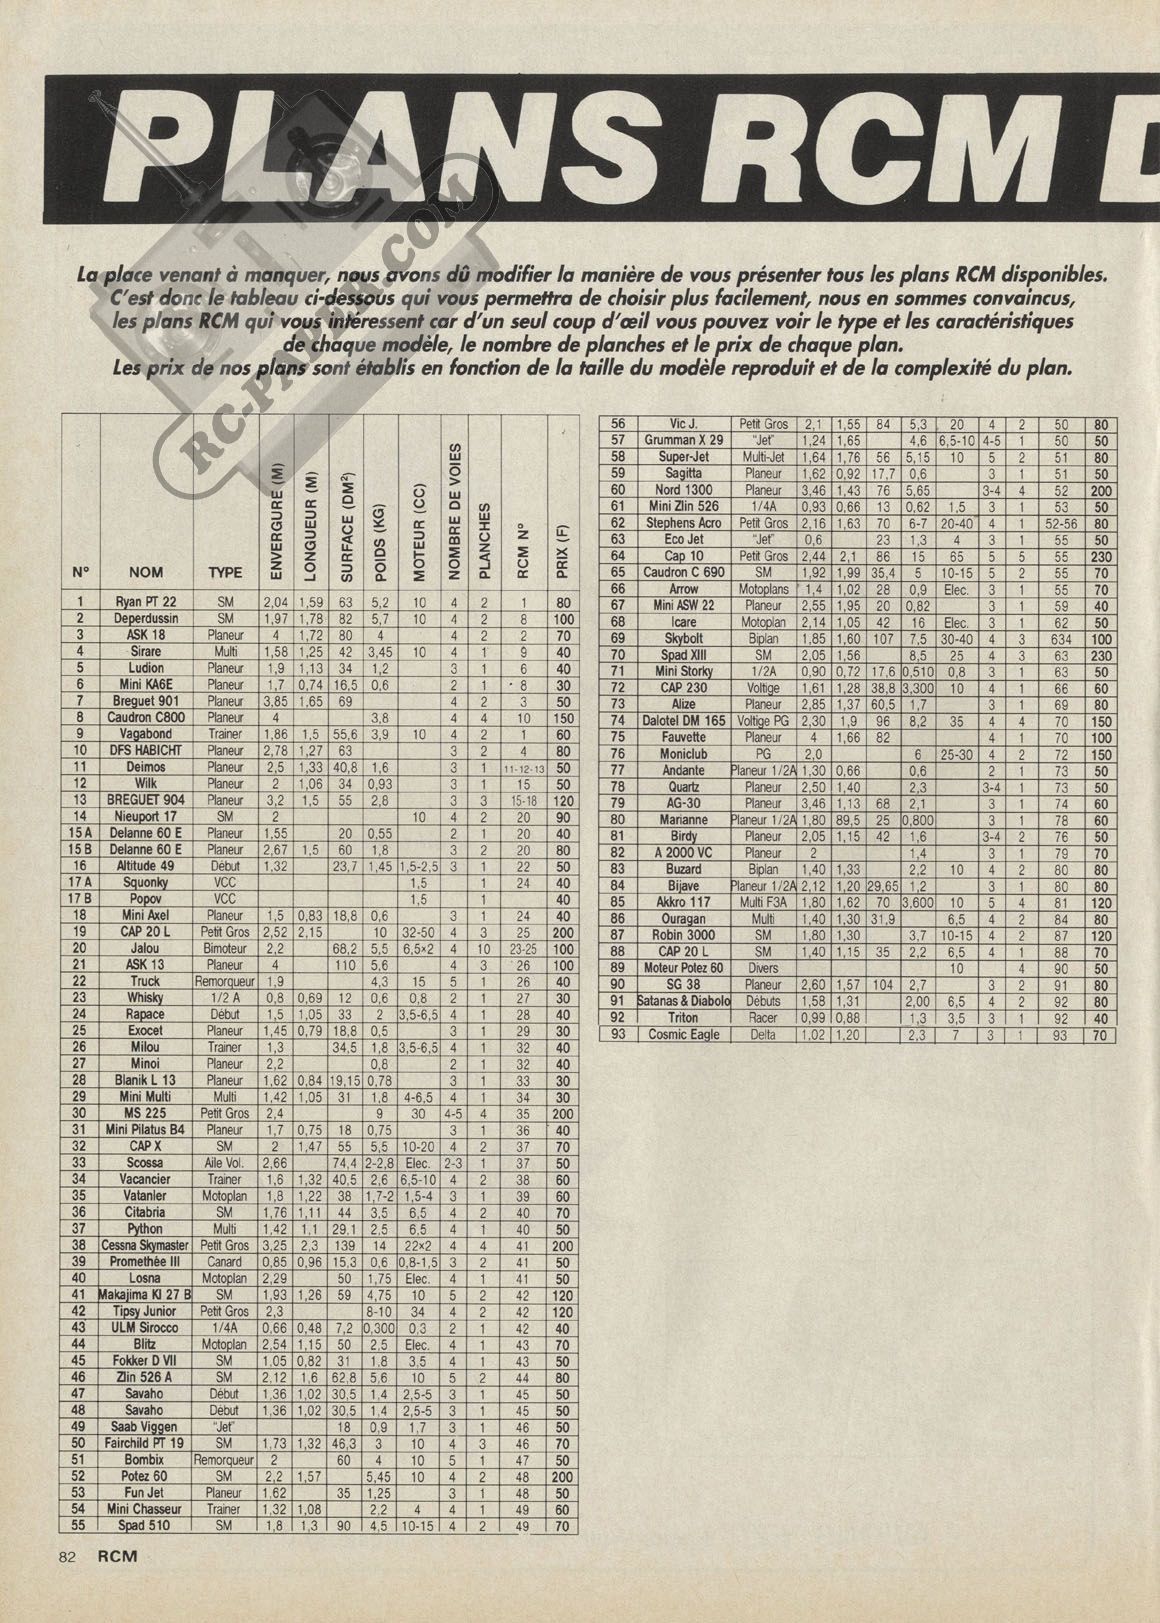 PLANS RCM D
RC-PAPER.COM
La place venant à manquer, nous avons dû modifier la manière de vous présenter tous les plans RCM disponibles.
C'est donc le tableau ci-dessous qui vous permettra de choisir plus facilement, nous en sommes convaincus,
les plans RCM qui vous intéressent car d'un seul coup d'œil vous pouvez voir le type et les caractéristiques
de chaque modèle, le nombre de planches et le prix de chaque plan.
Les prix de nos plans sont établis en fonction de la taille du modèle reproduit et de la complexité du plan.
N° NOM TYPE ENVERGURE (M) LONGUEUR (M) SURFACE (DM²) POIDS (KG) MOTEUR (CC) NOMBRE DE VOIES PLANCHES RCM N° PRIX (F)
1 Ryan PT 22 SM 2,04 1,59 63 5,2 10 4 2 1 80
2 Deperdussin SM 1,97 1,78 82 5,7 10 4 2 8 100
3 ASK 18 Planeur 4 1,72 80 4 4 2 2 70
4 Sirare Multi 1,58 1,25 42 3,45 10 4 1 9 40
5 Ludion Planeur 1,9 1,13 34 1,2 3 1 6 40
6 Mini KA6E Planeur 1,7 0,74 16,5 0,6 2 1 8 30
7 Breguet 901 Planeur 3,85 1,65 69 4 2 3 50
8 Caudron C800 Planeur 4 3,8 4 4 10 150
9 Vagabond Trainer 1,86 1,5 55,6 3,9 10 4 2 1 60
10 DFS HABICHT Planeur 2,78 1,27 63 3 2 4 80
11 Deimos Planeur 2,5 1,33 40,8 1,6 3 1 11-12-13 50
12 Wilk Planeur 2 1,06 34 0,93 3 1 15 50
13 BREGUET 904 Planeur 3,2 1,5 55 2,8 3 3 15-18 120
14 Nieuport 17 SM 2 10 4 2 20 90
15 A Delanne 60 E Planeur 1,55 20 0,55 2 1 20 40
15 B Delanne 60 E Planeur 2,67 1,5 60 1,8 3 2 20 80
16 Altitude 49 Début 1,32 23,7 1,45 1,5-2,5 3 1 22 50
17 A Squonky VCC 1,5 1 24 40
17 B Popov VCC 1,5 1 40
18 Mini Axel Planeur 1,5 0,83 18,8 0,6 3 1 24 40
19 CAP 20 L Petit Gros 2,52 2,15 10 32-50 4 3 25 200
20 Jalou Bimoteur 2,2 68,2 5,5 6,5×2 4 10 23-25 100
21 ASK 13 Planeur 4 110 5,6 4 3 26 100
22 Truck Remorqueur 1,9 4,3 15 5 1 26 40
23 Whisky 1/2 A 0,8 0,69 12 0,6 0,8 2 1 27 30
24 Rapace Début 1,5 1,05 33 2 3,5-6,5 4 1 28 40
25 Exocet Planeur 1,45 0,79 18,8 0,5 3 1 29 30
26 Milou Trainer 1,3 34,5 1,8 3,5-6,5 4 1 32 40
27 Minoi Planeur 2,2 0,8 2 1 32 40
28 Blanik L 13 Planeur 1,62 0,84 19,15 0,78 3 1 33 30
29 Mini Multi Multi 1,42 1,05 31 1,8 4-6,5 4 1 34 30
30 MS 225 Petit Gros 2,4 9 30 4-5 4 35 200
31 Mini Pilatus B4 Planeur 1,7 0,75 18 0,75 3 1 36 40
32 CAP X SM 2 1,47 55 5,5 10-20 4 2 37 70
33 Scossa Aile Vol. 2,66 74,4 2-2,8 Elec. 2-3 1 37 50
34 Vacancier Trainer 1,6 1,32 40,5 2,6 6,5-10 4 2 38 60
35 Vatanler Motoplan 1,8 1,22 38 1,7-2 1,5-4 3 1 39 60
36 Citabria SM 1,76 1,11 44 3,5 6,5 4 2 40 70
37 Python Multi 1,42 1,1 29,1 2,5 6,5 4 1 40 50
38 Cessna Skymaster Petit Gros 3,25 2,3 139 14 22×2 4 4 41 200
39 Promethée III Canard 0,85 0,96 15,3 0,6 0,8-1,5 3 2 41 50
40 Losna Motoplan 2,29 50 1,75 Elec. 4 1 41 50
41 Makajima KI 27 B SM 1,93 1,26 59 4,75 10 5 2 42 120
42 Tipsy Junior Petit Gros 2,3 8-10 34 4 2 42 120
43 ULM Sirocco 1/4A 0,66 0,48 7,2 0,300 0,3 2 1 42 40
44 Blitz Motoplan 2,54 1,15 50 2,5 Elec. 4 1 43 70
45 Fokker D VII SM 1,05 0,82 31 1,8 3,5 4 1 43 50
46 Zlin 526 A SM 2,12 1,6 62,8 5,6 10 5 2 44 80
47 Savaho Début 1,36 1,02 30,5 1,4 2,5-5 3 1 45 50
48 Savaho Début 1,36 1,02 30,5 1,4 2,5-5 3 1 45 50
49 Saab Viggen "Jet" 18 0,9 1,7 3 1 46 50
50 Fairchild PT 19 SM 1,73 1,32 46,3 3 10 4 3 46 70
51 Bombix Remorqueur 2 60 4 10 5 1 47 50
52 Potez 60 SM 2,2 1,57 5,45 10 4 2 48 200
53 Fun Jet Planeur 1,62 35 1,25 3 1 48 50
54 Mini Chasseur Trainer 1,32 1,08 2,2 4 4 1 49 60
55 Spad 510 SM 1,8 1,3 90 4,5 10-15 4 2 49 70
56 Vic J. Petit Gros 2,1 1,55 84 5,3 20 4 2 50 80
57 Grumman X 29 "Jet" 1,24 1,65 4,6 6,5-10 4-5 1 50 50
58 Super-Jet Multi-Jet 1,64 1,76 56 5,15 10 5 2 51 80
59 Sagitta Planeur 1,62 0,92 17,7 0,6 3 1 51 50
60 Nord 1300 Planeur 3,46 1,43 76 5,65 3-4 4 52 200
61 Mini Zlin 526 1/4A 0,93 0,66 13 0,62 1,5 3 1 53 50
62 Stephens Acro Petit Gros 2,16 1,63 70 6-7 20-40 4 1 52-56 80
63 Eco Jet "Jet" 0,6 23 1,3 4 3 1 55 50
64 Cap 10 Petit Gros 2,44 2,1 86 15 65 5 5 55 230
65 Caudron C 690 SM 1,92 1,99 35,4 5 10-15 5 2 55 70
66 Arrow Motoplans 1,4 1,02 28 0,9 Elec. 3 1 55 70
67 Mini ASW 22 Planeur 2,55 1,95 20 0,82 3 1 59 40
68 Icare Motoplan 2,14 1,05 42 16 Elec. 3 1 62 50
69 Skybolt Biplan 1,85 1,60 107 7,5 30-40 4 3 634 100
70 Spad XIII SM 2,05 1,56 8,5 25 4 3 63 230
71 Mini Storky 1/2A 0,90 0,72 17,6 0,510 0,8 3 1 63 50
72 CAP 230 Voltige 1,61 1,28 38,8 3,300 10 4 1 66 60
73 Alize Planeur 2,85 1,37 60,5 1,7 3 1 69 80
74 Dalotel DM 165 Voltige PG 2,30 1,9 96 8,2 35 4 4 70 150
75 Fauvette Planeur 4 1,66 82 4 1 70 100
76 Moniclub PG 2,0 6 25-30 4 2 72 150
77 Andante Planeur 1/2A 1,30 0,66 0,6 2 1 73 50
78 Quartz Planeur 2,50 1,40 2,3 3-4 1 73 50
79 AG-30 Planeur 3,46 1,13 68 2,1 3 1 74 60
80 Marianne Planeur 1/2A 1,80 89,5 25 0,800 3 1 78 60
81 Birdy Planeur 2,05 1,15 42 1,6 3-4 2 76 50
82 A 2000 VC Planeur 2 1,4 3 1 79 70
83 Buzard Biplan 1,40 1,33 2,2 10 4 2 80 80
84 Bijave Planeur 1/2A 2,12 1,20 29,65 1,2 3 1 80 80
85 Akkro 117 Multi F3A 1,80 1,62 70 3,600 10 5 4 81 120
86 Ouragan Multi 1,40 1,30 31,9 6,5 4 2 84 80
87 Robin 3000 SM 1,80 1,30 3,7 10-15 4 2 87 120
88 CAP 20 L SM 1,40 1,15 35 2,2 6,5 4 1 88 70
89 Moteur Potez 60 Divers 10 4 90 50
90 SG 38 Planeur 2,60 1,57 104 2,7 3 2 91 80
91 Satanas & Diabolo Débuts 1,58 1,31 2,00 6,5 4 2 92 80
92 Triton Racer 0,99 0,88 1,3 3,5 3 1 92 40
93 Cosmic Eagle Delta 1,02 1,20 2,3 7 3 1 93 70
82 RCM